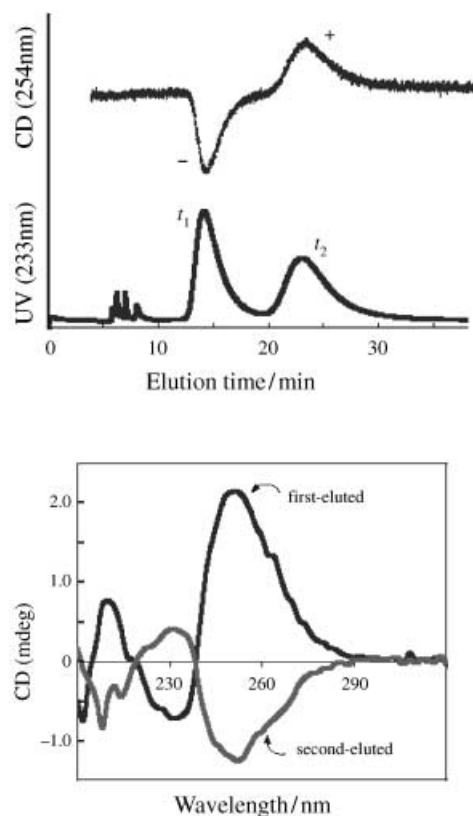 CD (254nm)
+
−
UV (233nm)
t1
t2
0 10 20 30
Elution time/min
CD (mdeg)
2.0
1.0
0
−1.0
230 260 290
first-eluted
second-eluted
Wavelength/nm